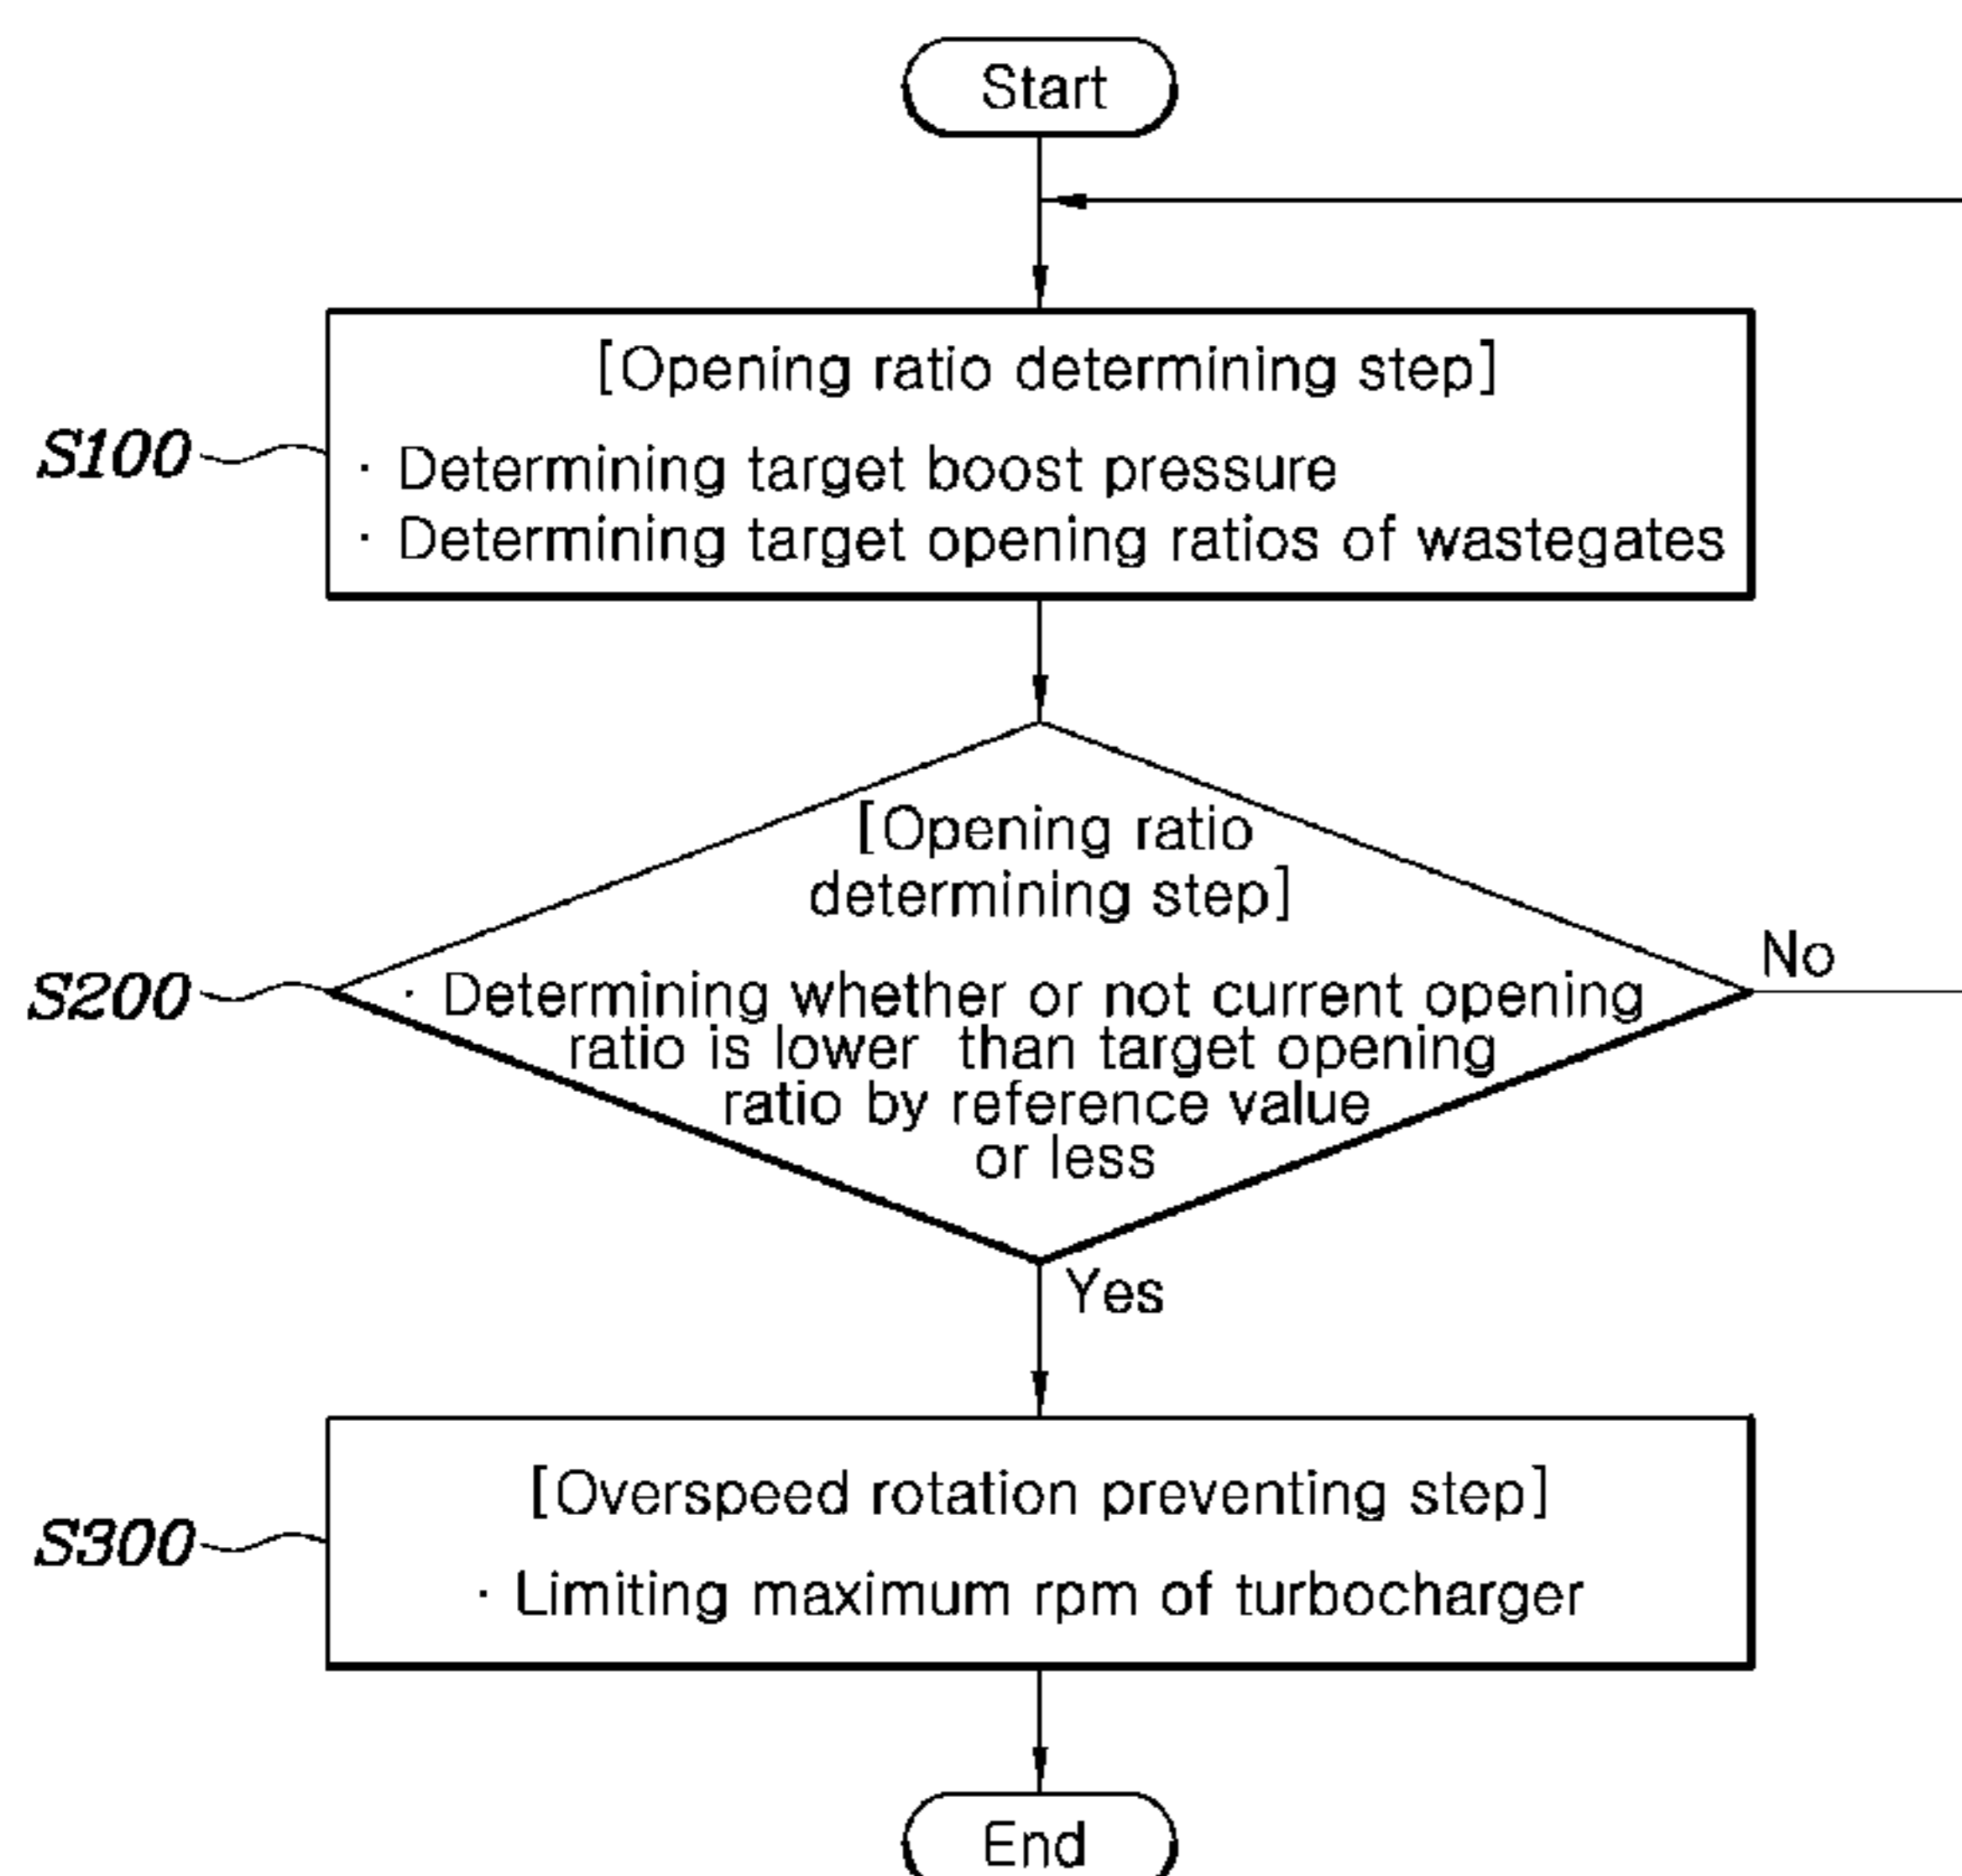 Start
[Opening ratio determining step]
S100
· Determining target boost pressure
· Determining target opening ratios of wastegates
[Opening ratio
determining step]
No
S200
· Determining whether or not current opening
ratio is lower than target opening
ratio by reference value
or less
Yes
[Overspeed rotation preventing step]
S300
· Limiting maximum rpm of turbocharger
End